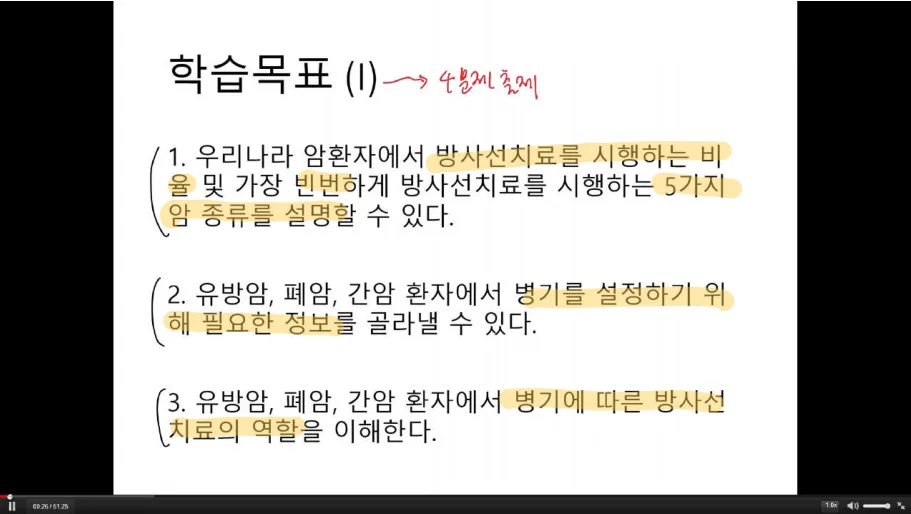 학습목표 (I) → 4문제 출제
1. 우리나라 암환자에서 방사선치료를 시행하는 비
율 및 가장 빈번하게 방사선치료를 시행하는 5가지
암 종류를 설명할 수 있다.
2. 유방암, 폐암, 간암 환자에서 병기를 설정하기 위
해 필요한 정보를 골라낼 수 있다.
3. 유방암, 폐암, 간암 환자에서 병기에 따른 방사선
치료의 역할을 이해한다.
00:26 / 51:25 1.0x